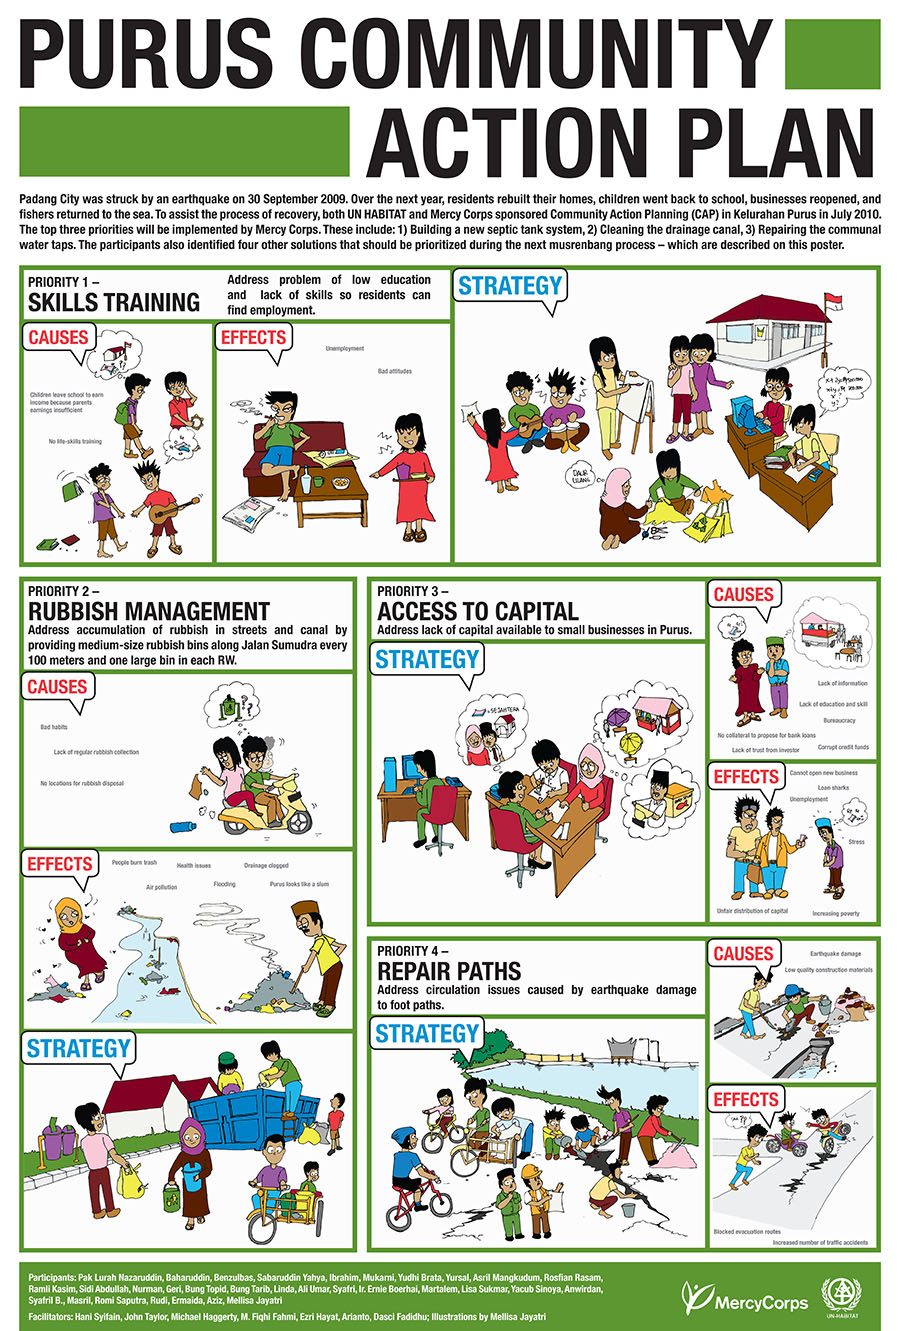 PURUS COMMUNITY
ACTION PLAN
Padang City was struck by an earthquake on 30 September 2009. Over the next year, residents rebuilt their homes, children went back to school, businesses reopened, and
fishers returned to the sea. To assist the process of recovery, both UN HABITAT and Mercy Corps sponsored Community Action Planning (CAP) in Kelurahan Purus in July 2010.
The top three priorities will be implemented by Mercy Corps. These include: 1) Building a new septic tank system, 2) Cleaning the drainage canal, 3) Repairing the communal
water taps. The participants also identified four other solutions that should be prioritized during the next musrenbang process – which are described on this poster.
PRIORITY 1 –
SKILLS TRAINING
Address problem of low education
and lack of skills so residents can
find employment.
CAUSES
Children leave school to earn
income because parents
earnings insufficient
No life-skills training
EFFECTS
Unemployment
Bad attitudes
STRATEGY
DAUR
ULANG
PRIORITY 2 –
RUBBISH MANAGEMENT
Address accumulation of rubbish in streets and canal by
providing medium-size rubbish bins along Jalan Sumudra every
100 meters and one large bin in each RW.
CAUSES
Bad habits
Lack of regular rubbish collection
No locations for rubbish disposal
EFFECTS
People burn trash
Health issues
Drainage clogged
Air pollution
Flooding
Purus looks like a slum
STRATEGY
PRIORITY 3 –
ACCESS TO CAPITAL
Address lack of capital available to small businesses in Purus.
STRATEGY
= SEJAHTERA
CAUSES
Lack of information
Lack of education and skill
Bureaucracy
No collateral to propose for bank loans
Lack of trust from investor
Corrupt credit funds
EFFECTS
Cannot open new business
Loan sharks
Unemployment
Stress
Unfair distribution of capital
Increasing poverty
PRIORITY 4 –
REPAIR PATHS
Address circulation issues caused by earthquake damage
to foot paths.
STRATEGY
CAUSES
Earthquake damage
Low quality construction materials
EFFECTS
Blocked evacuation routes
Increased number of traffic accidents
Participants: Pak Lurah Nazaruddin, Baharuddin, Benzulbas, Sabaruddin Yahya, Ibrahim, Mukarni, Yudhi Brata, Yursal, Asril Mangkudum, Rosfian Rasam,
Ramli Kasim, Sidi Abdullah, Nurman, Geri, Bung Topid, Bung Tarib, Linda, Ali Umar, Syafri, Ir. Ernie Boerhai, Martalem, Lisa Sukmar, Yacub Sinoya, Anwirdan,
Syafril B., Masril, Romi Saputra, Rudi, Ermaida, Aziz, Mellisa Jayatri
Facilitators: Hani Syifain, John Taylor, Michael Haggerty, M. Fiqhi Fahmi, Ezri Hayat, Arianto, Dasci Fadidhu; Illustrations by Mellisa Jayatri
MercyCorps
UN-HABITAT